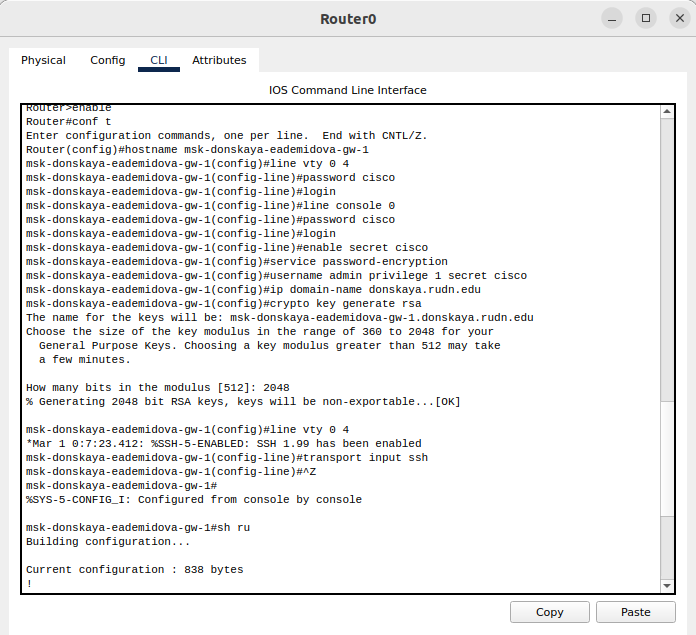 Router0
Physical Config CLI Attributes
IOS Command Line Interface
Router>enable
Router#conf t
Enter configuration commands, one per line.  End with CNTL/Z.
Router(config)#hostname msk-donskaya-eademidova-gw-1
msk-donskaya-eademidova-gw-1(config)#line vty 0 4
msk-donskaya-eademidova-gw-1(config-line)#password cisco
msk-donskaya-eademidova-gw-1(config-line)#login
msk-donskaya-eademidova-gw-1(config-line)#line console 0
msk-donskaya-eademidova-gw-1(config-line)#password cisco
msk-donskaya-eademidova-gw-1(config-line)#login
msk-donskaya-eademidova-gw-1(config-line)#enable secret cisco
msk-donskaya-eademidova-gw-1(config)#service password-encryption
msk-donskaya-eademidova-gw-1(config)#username admin privilege 1 secret cisco
msk-donskaya-eademidova-gw-1(config)#ip domain-name donskaya.rudn.edu
msk-donskaya-eademidova-gw-1(config)#crypto key generate rsa
The name for the keys will be: msk-donskaya-eademidova-gw-1.donskaya.rudn.edu
Choose the size of the key modulus in the range of 360 to 2048 for your
  General Purpose Keys. Choosing a key modulus greater than 512 may take
  a few minutes.
How many bits in the modulus [512]: 2048
% Generating 2048 bit RSA keys, keys will be non-exportable...[OK]
msk-donskaya-eademidova-gw-1(config)#line vty 0 4
*Mar 1 0:7:23.412: %SSH-5-ENABLED: SSH 1.99 has been enabled
msk-donskaya-eademidova-gw-1(config-line)#transport input ssh
msk-donskaya-eademidova-gw-1(config-line)#^Z
msk-donskaya-eademidova-gw-1#
%SYS-5-CONFIG_I: Configured from console by console
msk-donskaya-eademidova-gw-1#sh ru
Building configuration...
Current configuration : 838 bytes
!
Copy Paste